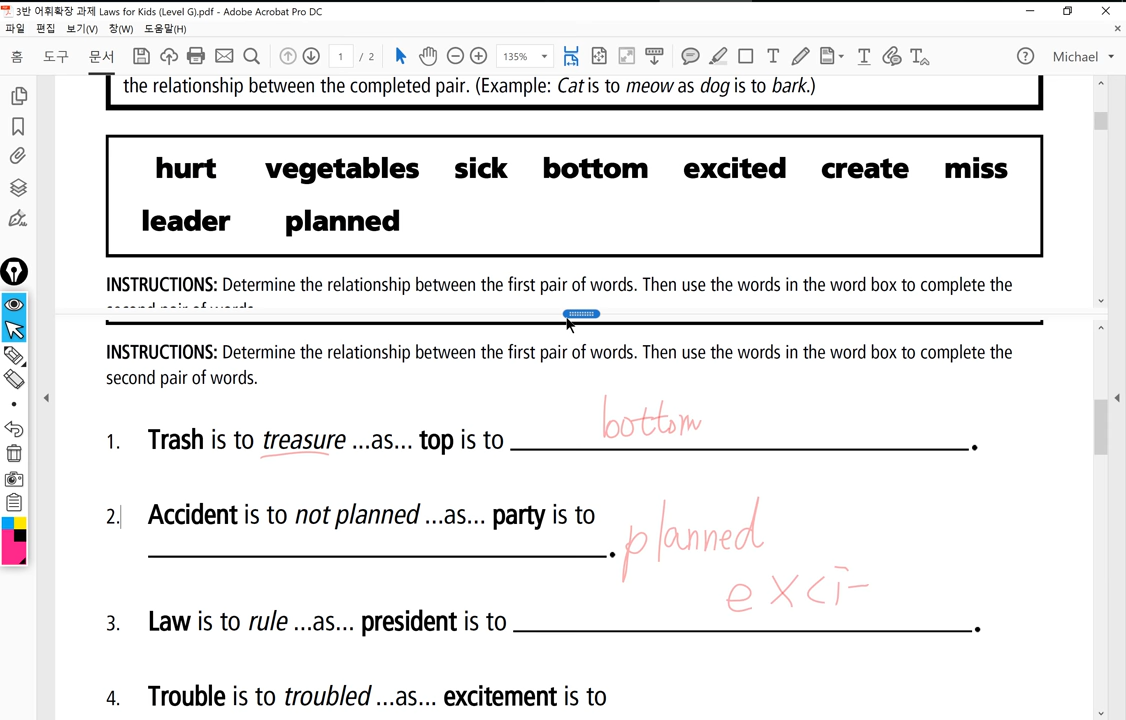 3반 어휘확장 과제 Laws for Kids (Level G).pdf - Adobe Acrobat Pro DC
파일 편집 보기(V) 창(W) 도움말(H)
홈 도구 문서 1 / 2 135% Michael
the relationship between the completed pair. (Example: Cat is to meow as dog is to bark.)
hurt vegetables sick bottom excited create miss
leader planned
INSTRUCTIONS: Determine the relationship between the first pair of words. Then use the words in the word box to complete the
second pair of words.
INSTRUCTIONS: Determine the relationship between the first pair of words. Then use the words in the word box to complete the
second pair of words.
bottom
1. Trash is to treasure ...as... top is to .
2. Accident is to not planned ...as... party is to
. planned
excit
3. Law is to rule ...as... president is to .
4. Trouble is to troubled ...as... excitement is to